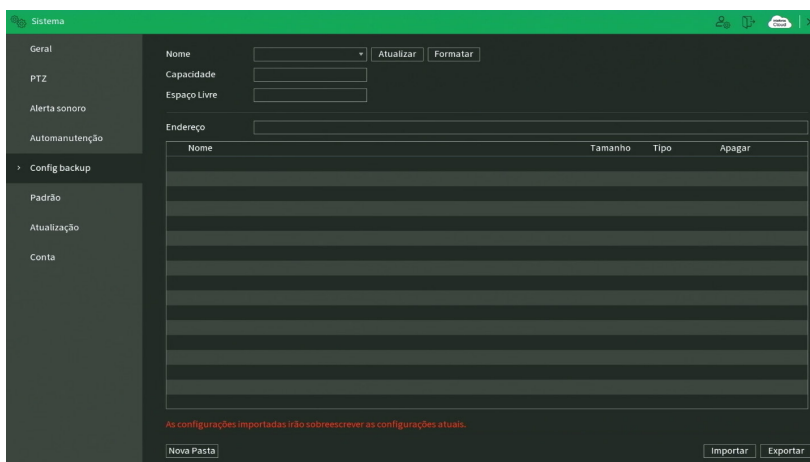 Sistema
Cloud
Geral
PTZ
Alerta sonoro
Automanutenção
Config backup
Padrão
Atualização
Conta
Nome
Atualizar
Formatar
Capacidade
Espaço Livre
Endereço
Nome Tamanho Tipo Apagar
As configurações importadas irão sobreescrever as configurações atuais.
Nova Pasta
Importar
Exportar